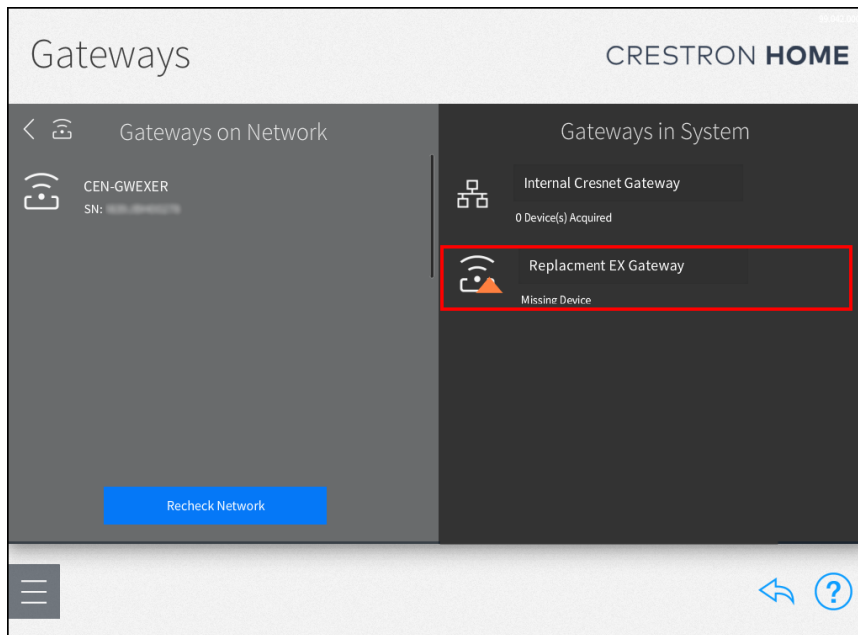 Gateways
CRESTRON HOME
Gateways on Network
CEN-GWEXER
SN:
Recheck Network
Gateways in System
Internal Cresnet Gateway
0 Device(s) Acquired
Replacment EX Gateway
Missing Device
?